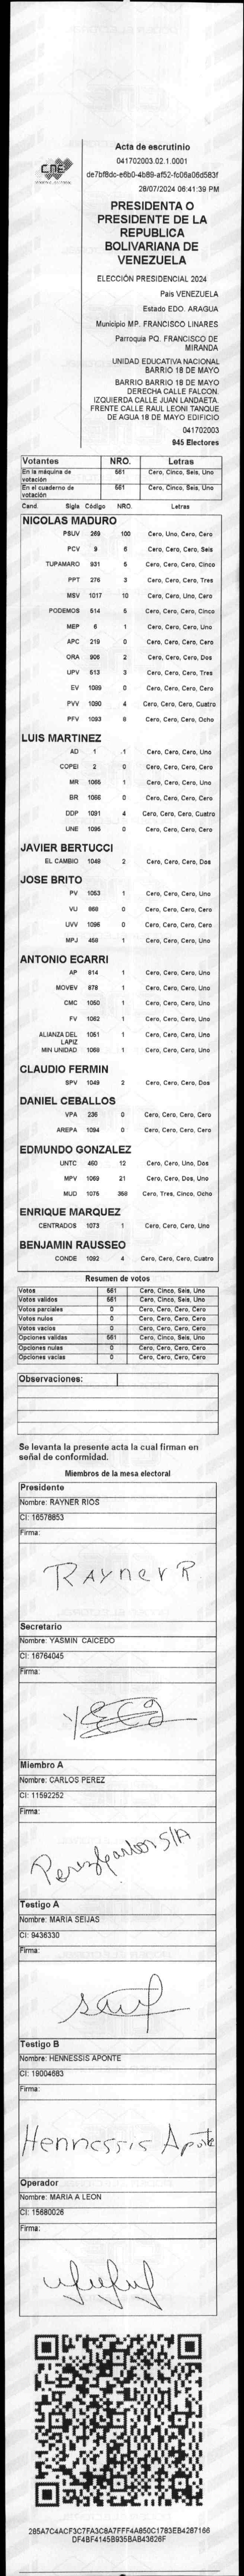 CNE
Acta de escrutinio
041702003.02.1.0001
de7bf8dc-e6b0-4b89-af52-fc06a06d583f
28/07/2024 06:41:39 PM
PRESIDENTA O
PRESIDENTE DE LA
REPUBLICA
BOLIVARIANA DE
VENEZUELA
ELECCIÓN PRESIDENCIAL 2024
Pais VENEZUELA
Estado EDO. ARAGUA
Municipio MP. FRANCISCO LINARES
Parroquia PQ. FRANCISCO DE
MIRANDA
UNIDAD EDUCATIVA NACIONAL
BARRIO 18 DE MAYO
BARRIO BARRIO 18 DE MAYO
DERECHA CALLE FALCON.
IZQUIERDA CALLE JUAN LANDAETA.
FRENTE CALLE RAUL LEONI TANQUE
DE AGUA 18 DE MAYO EDIFICIO
041702003
945 Electores
Votantes NRO. Letras
En la máquina de votación 561 Cero, Cinco, Seis, Uno
En el cuaderno de votación 561 Cero, Cinco, Seis, Uno
Cand. Sigla Código NRO. Letras
NICOLAS MADURO
PSUV 269 100 Cero, Uno, Cero, Cero
PCV 9 6 Cero, Cero, Cero, Seis
TUPAMARO 931 5 Cero, Cero, Cero, Cinco
PPT 276 3 Cero, Cero, Cero, Tres
MSV 1017 10 Cero, Cero, Uno, Cero
PODEMOS 514 5 Cero, Cero, Cero, Cinco
MEP 6 1 Cero, Cero, Cero, Uno
APC 219 0 Cero, Cero, Cero, Cero
ORA 906 2 Cero, Cero, Cero, Dos
UPV 513 3 Cero, Cero, Cero, Tres
EV 1089 0 Cero, Cero, Cero, Cero
PVV 1090 4 Cero, Cero, Cero, Cuatro
PFV 1093 8 Cero, Cero, Cero, Ocho
LUIS MARTINEZ
AD 1 1 Cero, Cero, Cero, Uno
COPEI 2 0 Cero, Cero, Cero, Cero
MR 1065 1 Cero, Cero, Cero, Uno
BR 1066 0 Cero, Cero, Cero, Cero
DDP 1091 4 Cero, Cero, Cero, Cuatro
UNE 1095 0 Cero, Cero, Cero, Cero
JAVIER BERTUCCI
EL CAMBIO 1048 2 Cero, Cero, Cero, Dos
JOSE BRITO
PV 1053 1 Cero, Cero, Cero, Uno
VU 868 0 Cero, Cero, Cero, Cero
UVV 1096 0 Cero, Cero, Cero, Cero
MPJ 458 1 Cero, Cero, Cero, Uno
ANTONIO ECARRI
AP 814 1 Cero, Cero, Cero, Uno
MOVEV 878 1 Cero, Cero, Cero, Uno
CMC 1050 1 Cero, Cero, Cero, Uno
FV 1052 1 Cero, Cero, Cero, Uno
ALIANZA DEL LAPIZ 1051 1 Cero, Cero, Cero, Uno
MIN UNIDAD 1068 1 Cero, Cero, Cero, Uno
CLAUDIO FERMIN
SPV 1049 2 Cero, Cero, Cero, Dos
DANIEL CEBALLOS
VPA 236 0 Cero, Cero, Cero, Cero
AREPA 1094 0 Cero, Cero, Cero, Cero
EDMUNDO GONZALEZ
UNTC 460 12 Cero, Cero, Uno, Dos
MPV 1069 21 Cero, Cero, Dos, Uno
MUD 1075 358 Cero, Tres, Cinco, Ocho
ENRIQUE MARQUEZ
CENTRADOS 1073 1 Cero, Cero, Cero, Uno
BENJAMIN RAUSSEO
CONDE 1092 4 Cero, Cero, Cero, Cuatro
Resumen de votos
Votos 561 Cero, Cinco, Seis, Uno
Votos validos 561 Cero, Cinco, Seis, Uno
Votos parciales 0 Cero, Cero, Cero, Cero
Votos nulos 0 Cero, Cero, Cero, Cero
Votos vacios 0 Cero, Cero, Cero, Cero
Opciones validas 561 Cero, Cinco, Seis, Uno
Opciones nulas 0 Cero, Cero, Cero, Cero
Opciones vacias 0 Cero, Cero, Cero, Cero
Observaciones:
Se levanta la presente acta la cual firman en
señal de conformidad.
Miembros de la mesa electoral
Presidente
Nombre: RAYNER RIOS
CI: 16578853
Firma:
Rayner R
Secretario
Nombre: YASMIN CAICEDO
CI: 16764045
Firma:
Miembro A
Nombre: CARLOS PEREZ
CI: 11592252
Firma:
Perez Carlos S/A
Testigo A
Nombre: MARIA SEIJAS
CI: 9436330
Firma:
Testigo B
Nombre: HENNESSIS APONTE
CI: 19004683
Firma:
Hennessis Aponte
Operador
Nombre: MARIA A LEON
CI: 15680026
Firma:
285A7C4ACF3C7FA3C8A7FFF4A850C1783EB4287166
DF4BF4145B935BAB43626F